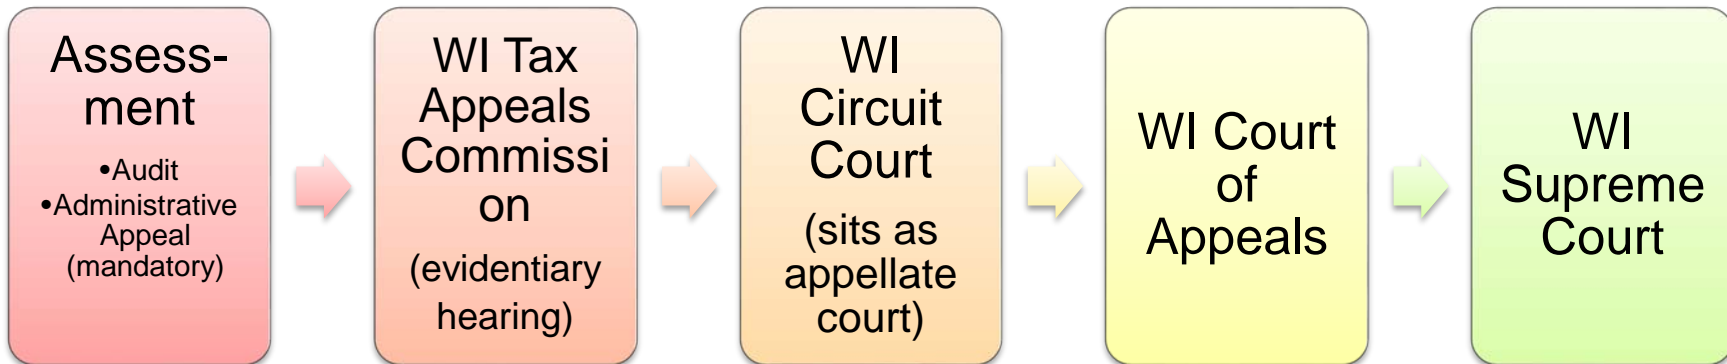 Assess-
ment
•Audit
•Administrative
Appeal
(mandatory)
WI Tax
Appeals
Commissi
on
(evidentiary
hearing)
WI
Circuit
Court
(sits as
appellate
court)
WI Court
of
Appeals
WI
Supreme
Court